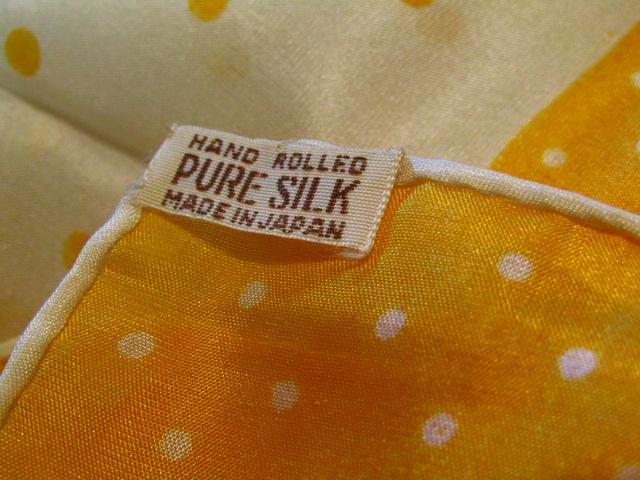 HAND ROLLED
PURE SILK
MADE IN JAPAN